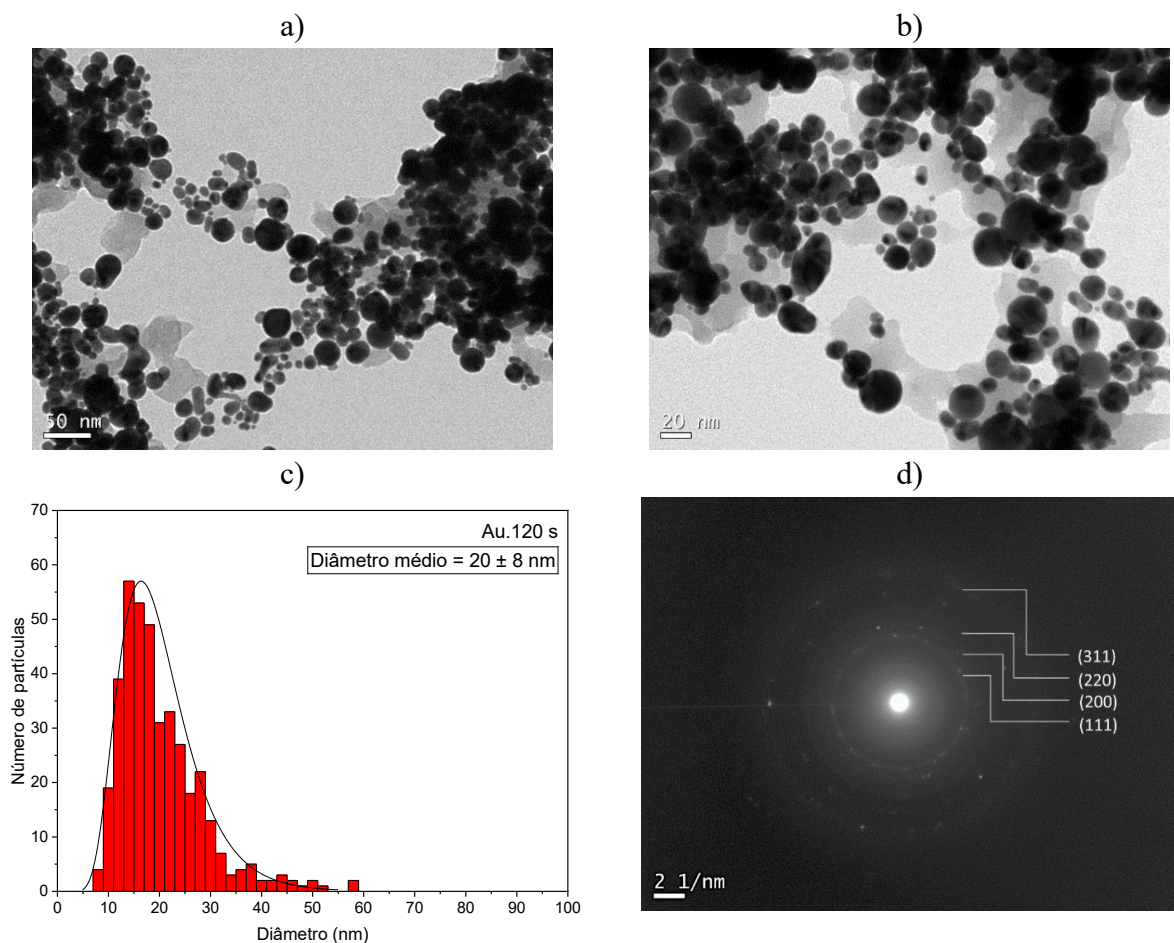 a)
b)
50 nm
20 nm
c)
d)
70
60
50
40
30
20
10
0
Número de partículas
Au.120 s
Diâmetro médio = 20 ± 8 nm
0 10 20 30 40 50 60 70 80 90 100
Diâmetro (nm)
(311)
(220)
(200)
(111)
2 1/nm